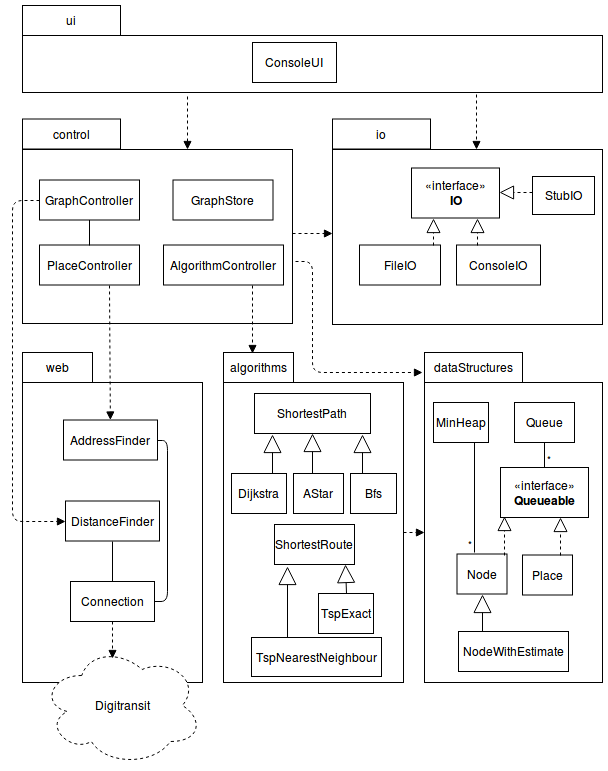 ui
ConsoleUI
control
GraphController
GraphStore
PlaceController
AlgorithmController
io
«interface»
IO
StubIO
FileIO
ConsoleIO
web
AddressFinder
DistanceFinder
Connection
Digitransit
algorithms
ShortestPath
Dijkstra
AStar
Bfs
ShortestRoute
TspExact
TspNearestNeighbour
dataStructures
MinHeap
Queue
*
«interface»
Queueable
*
Node
Place
NodeWithEstimate